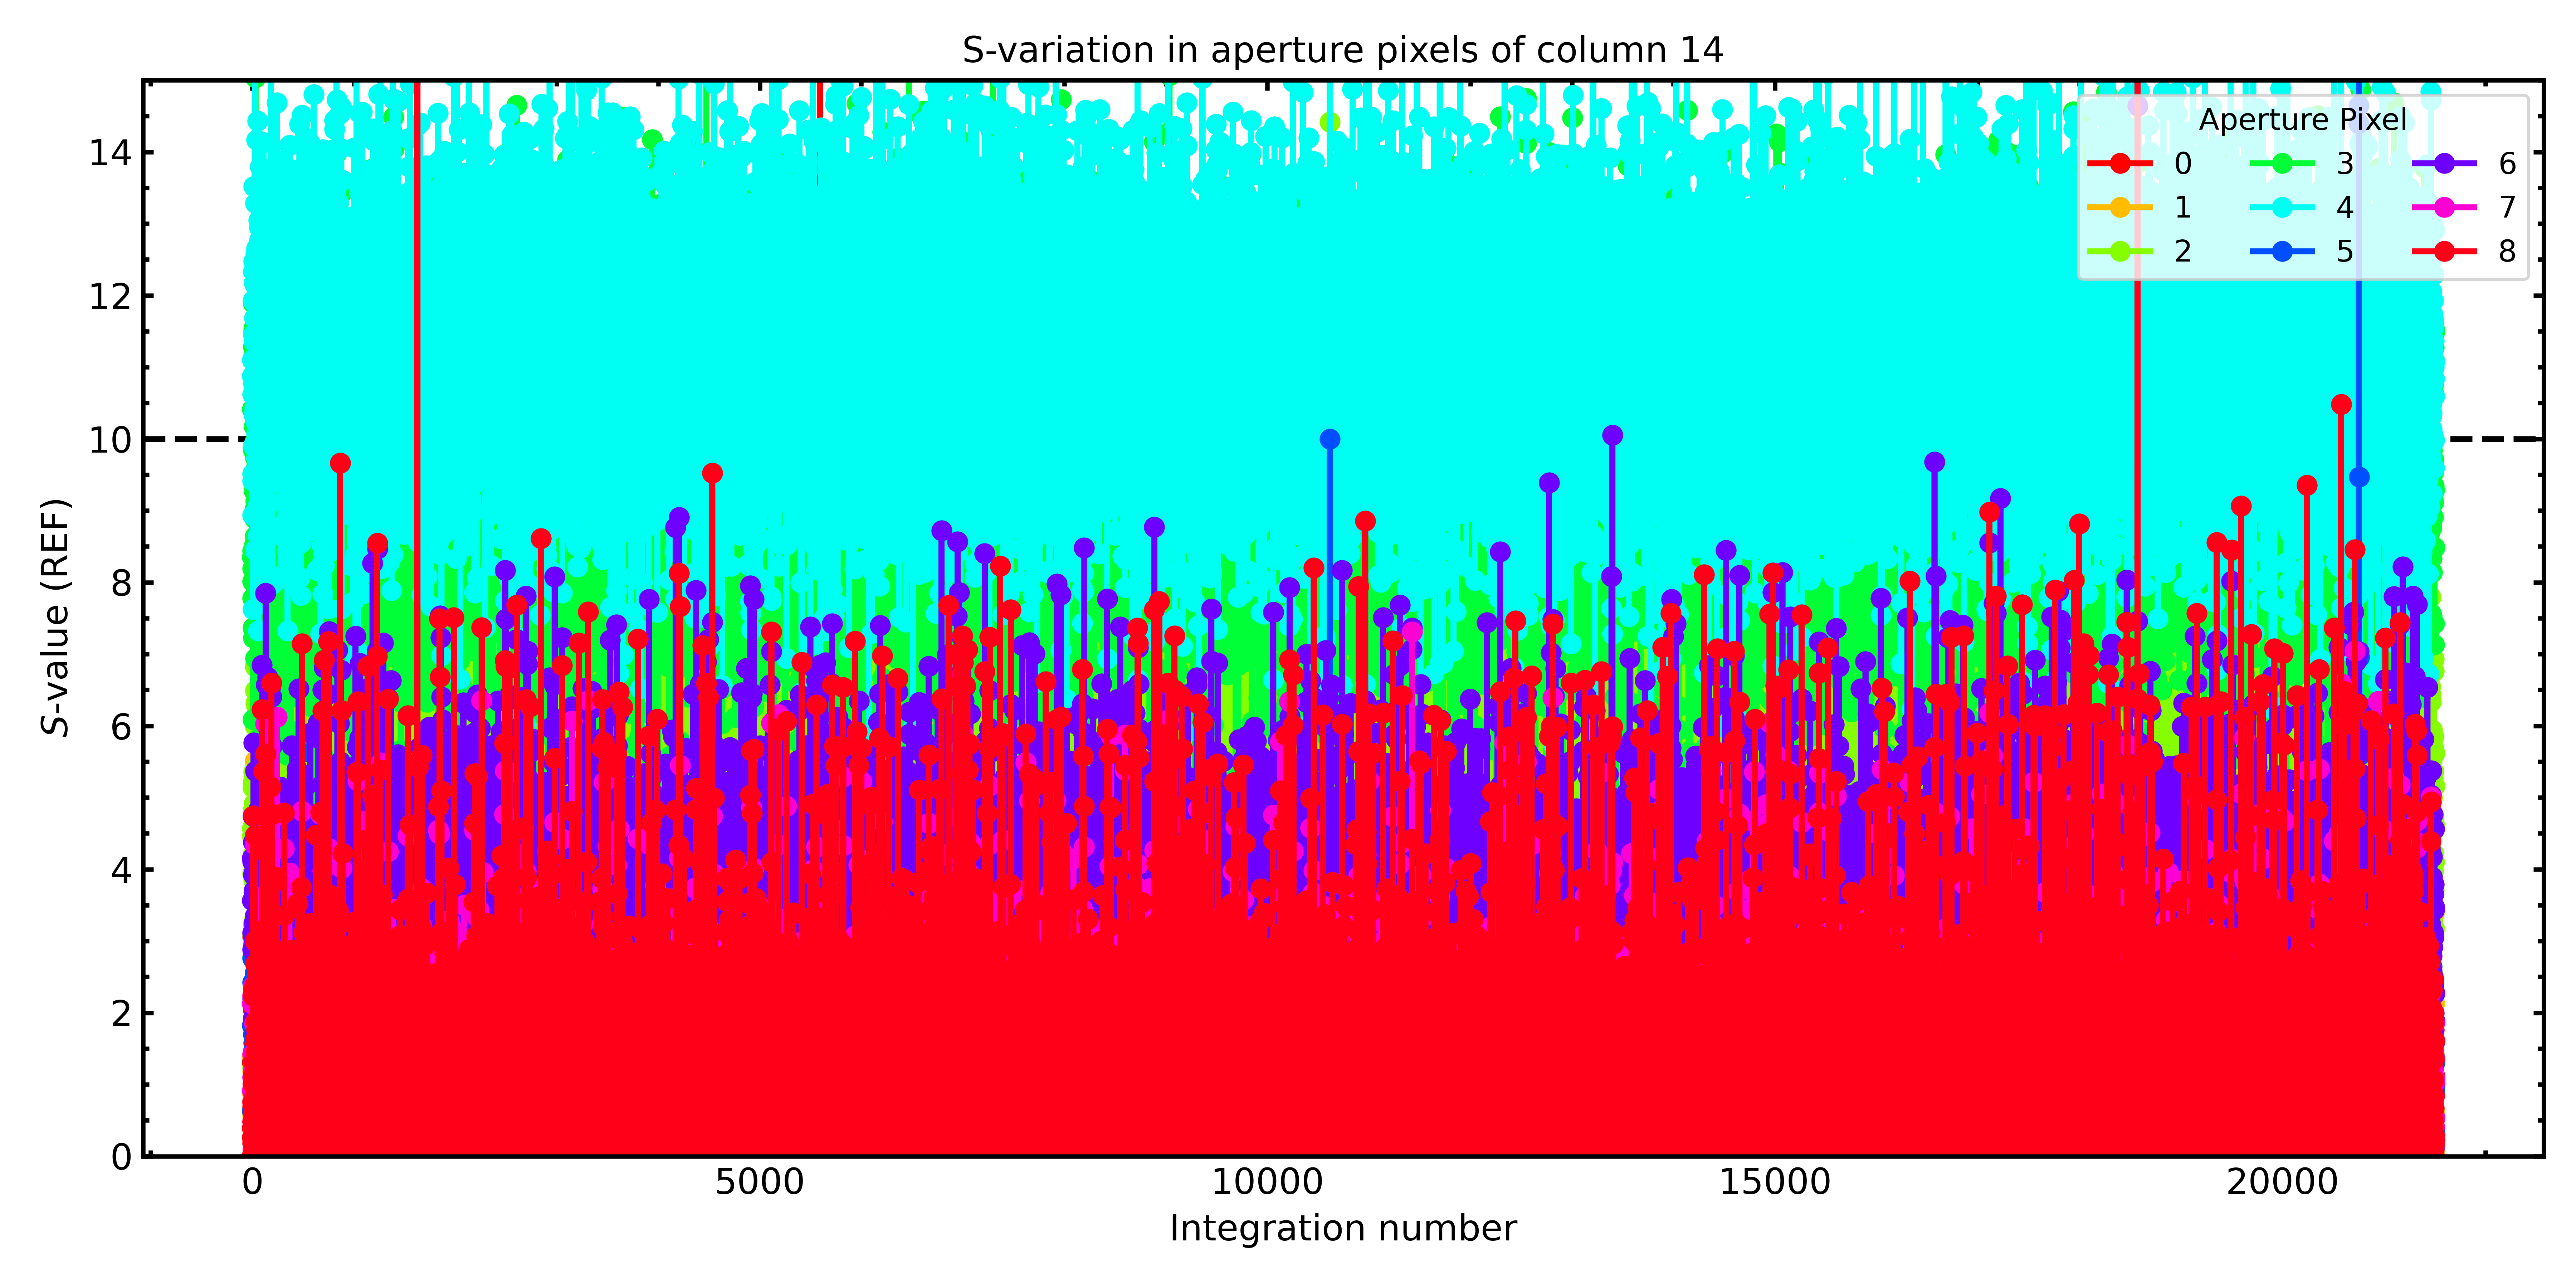 S-variation in aperture pixels of column 14
S-value (REF)
14
12
10
8
6
4
2
0
Aperture Pixel
0 3 6
1 4 7
2 5 8
0 5000 10000 15000 20000
Integration number